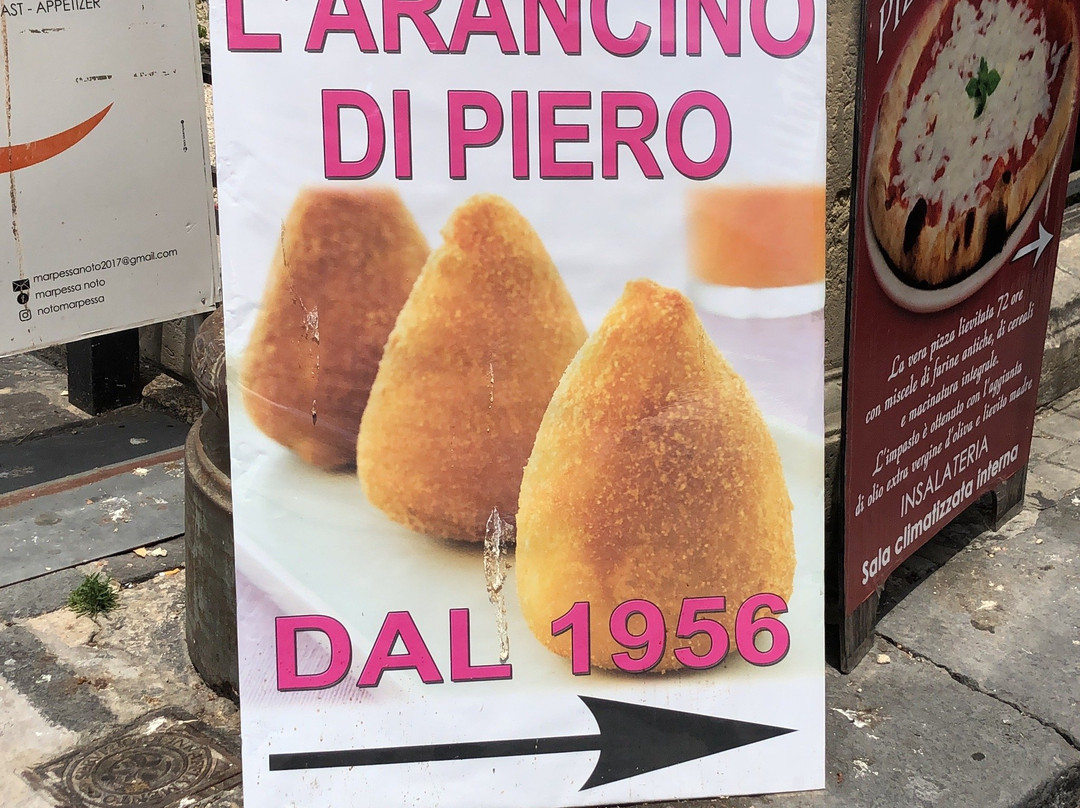 AST - APPETIZER
marpessanoto2017@gmail.com
marpessa noto
notomarpessa
L'ARANCINO
DI PIERO
DAL 1956
La vera pizza lievitata 72 ore
con miscele di farine antiche, di cereali
e macinatura integrale.
L'impasto è ottenuto con l'aggiunta
di olio extra vergine d'oliva e lievito madre
INSALATERIA
Sala climatizzata interna